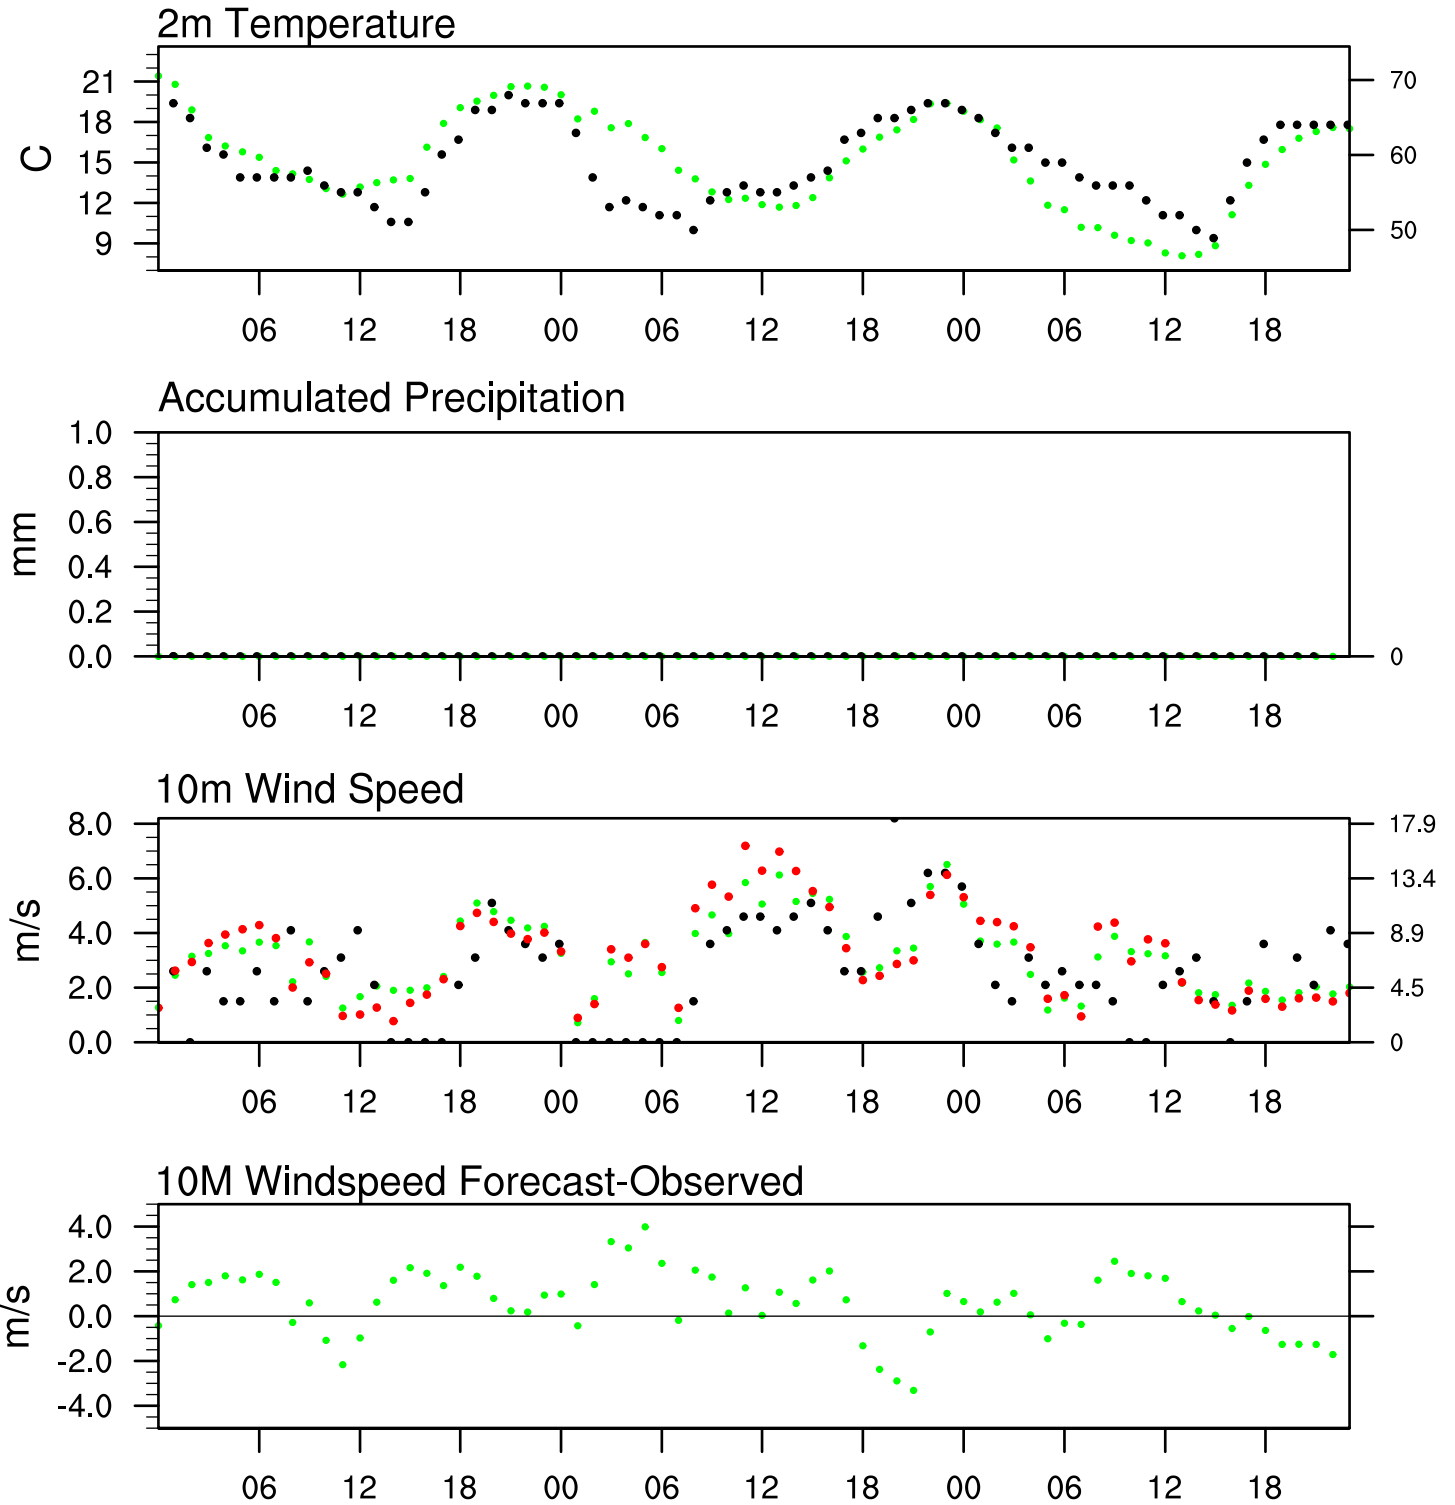 2m Temperature
21 70
18
15 60
12
9 50
C
06 12 18 00 06 12 18 00 06 12 18
Accumulated Precipitation
1.0
0.8
0.6
0.4
0.2
0.0 0
mm
06 12 18 00 06 12 18 00 06 12 18
10m Wind Speed
8.0 17.9
6.0 13.4
4.0 8.9
2.0 4.5
0.0 0
m/s
06 12 18 00 06 12 18 00 06 12 18
10M Windspeed Forecast-Observed
4.0
2.0
0.0
-2.0
-4.0
m/s
06 12 18 00 06 12 18 00 06 12 18